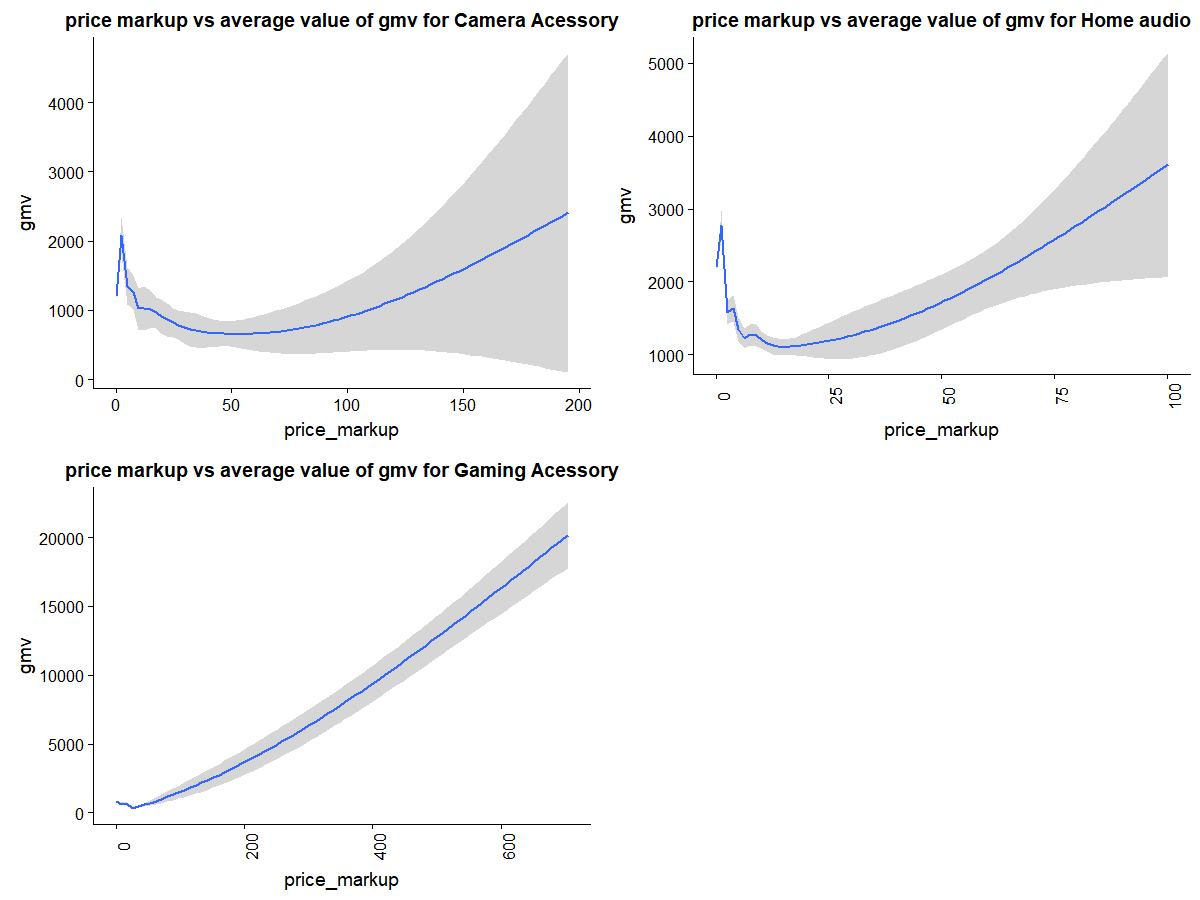 price markup vs average value of gmv for Camera Acessory
gmv
4000
3000
2000
1000
0
0 50 100 150 200
price_markup
price markup vs average value of gmv for Home audio
gmv
5000
4000
3000
2000
1000
0 25 50 75 100
price_markup
price markup vs average value of gmv for Gaming Acessory
gmv
20000
15000
10000
5000
0
0 200 400 600
price_markup